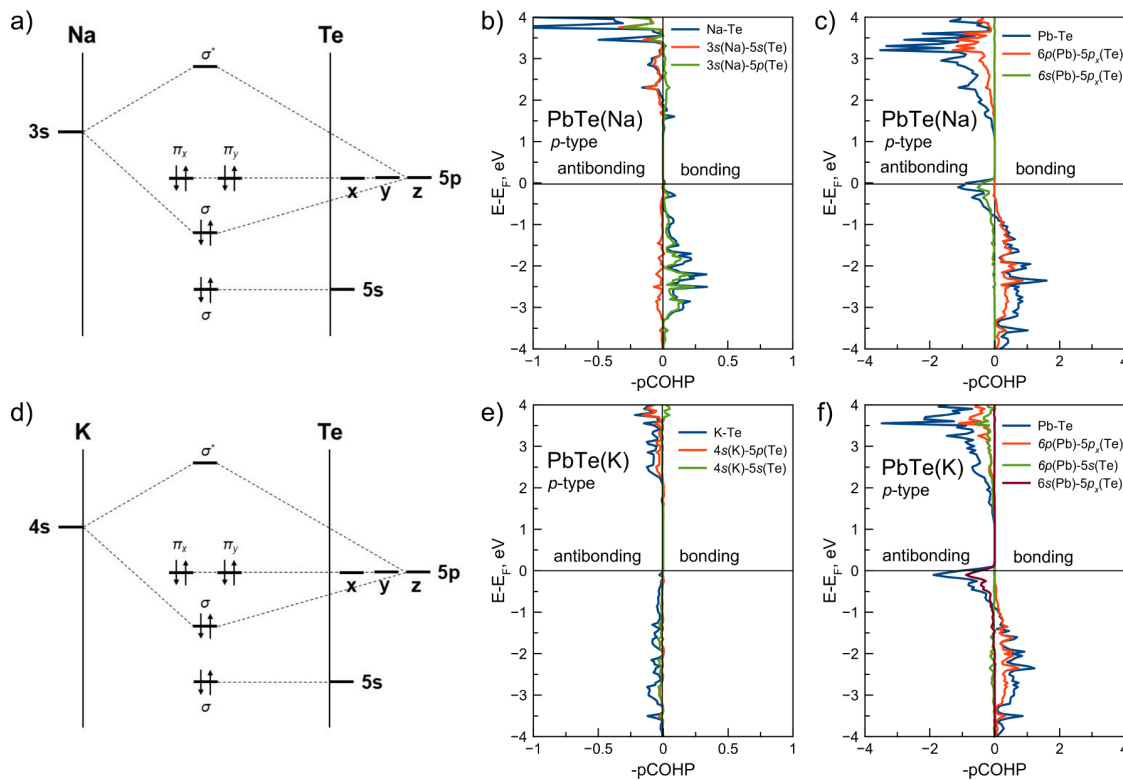 a)
Na
Te
σ*
3s
πx
πy
5p
x
y
z
σ
5s
σ
b)
4
3
2
1
0
−1
−2
−3
−4
E-EF, eV
Na-Te
3s(Na)-5s(Te)
3s(Na)-5p(Te)
PbTe(Na)
p-type
antibonding
bonding
-1
-0.5
0
0.5
1
-pCOHP
c)
4
3
2
1
0
−1
−2
−3
−4
E-EF, eV
Pb-Te
6p(Pb)-5px(Te)
6s(Pb)-5px(Te)
PbTe(Na)
p-type
antibonding
bonding
−4
−2
0
2
4
-pCOHP
d)
K
Te
σ*
4s
πx
πy
5p
x
y
z
σ
5s
σ
e)
4
3
2
1
0
−1
−2
−3
−4
E-EF, eV
K-Te
4s(K)-5p(Te)
4s(K)-5s(Te)
PbTe(K)
p-type
antibonding
bonding
-1
-0.5
0
0.5
1
-pCOHP
f)
4
3
2
1
0
−1
−2
−3
−4
E-EF, eV
Pb-Te
6p(Pb)-5px(Te)
6p(Pb)-5s(Te)
6s(Pb)-5px(Te)
PbTe(K)
p-type
antibonding
bonding
−4
−2
0
2
4
-pCOHP